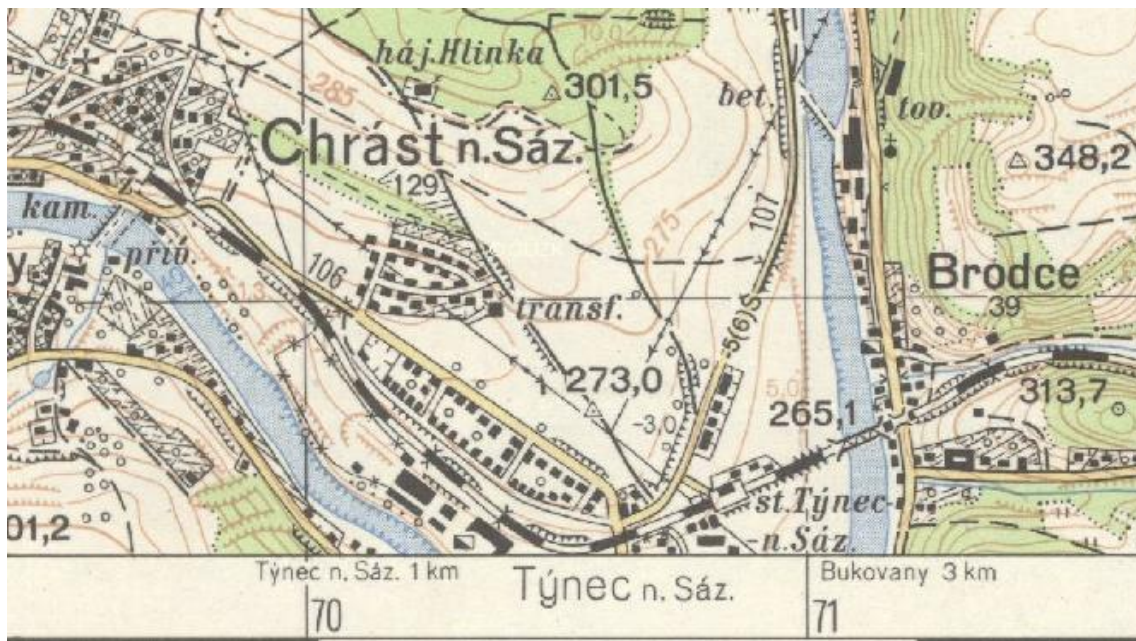 háj. Hlinka
301,5
285
bet.
tov.
Chrást n. Sáz.
129
348,2
kam.
přív.
107
275
106
Brodce
39
transf.
5(6)S
273,0
-3,0
5,0
265,1
313,7
st. Týnec-
-n. Sáz.
01,2
Týnec n. Sáz. 1 km
Týnec n. Sáz.
Bukovany 3 km
70
71